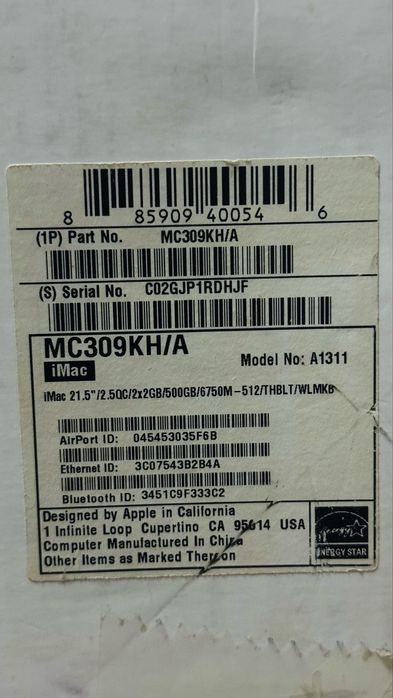 8 85909 40054 6
(1P) Part No. MC309KH/A
(S) Serial No. C02GJP1RDHJF
MC309KH/A
iMac
Model No: A1311
iMac 21.5"/2.5QC/2x2GB/500GB/6750M-512/THBLT/WLMKB
AirPort ID: 045453035F6B
Ethernet ID: 3C07543B2B4A
Bluetooth ID: 3451C9F333C2
Designed by Apple in California
1 Infinite Loop Cupertino CA 95014 USA
Computer Manufactured In China
Other Items as Marked Thereon
ENERGY STAR